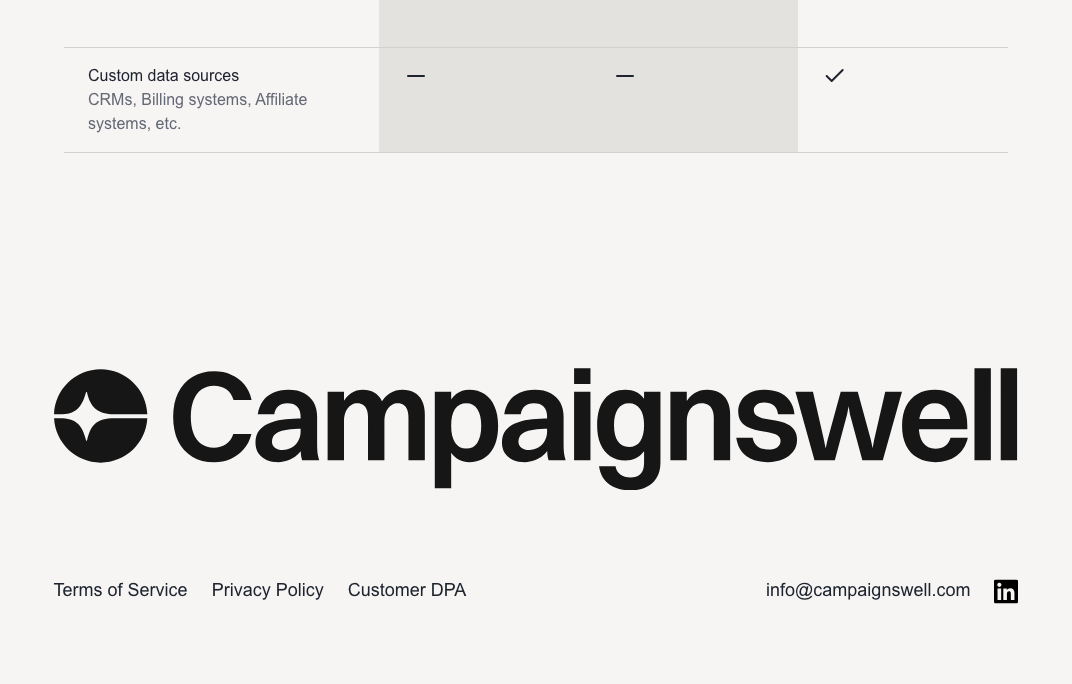 Custom data sources
CRMs, Billing systems, Affiliate
systems, etc.
Campaignswell
Terms of Service Privacy Policy Customer DPA info@campaignswell.com in